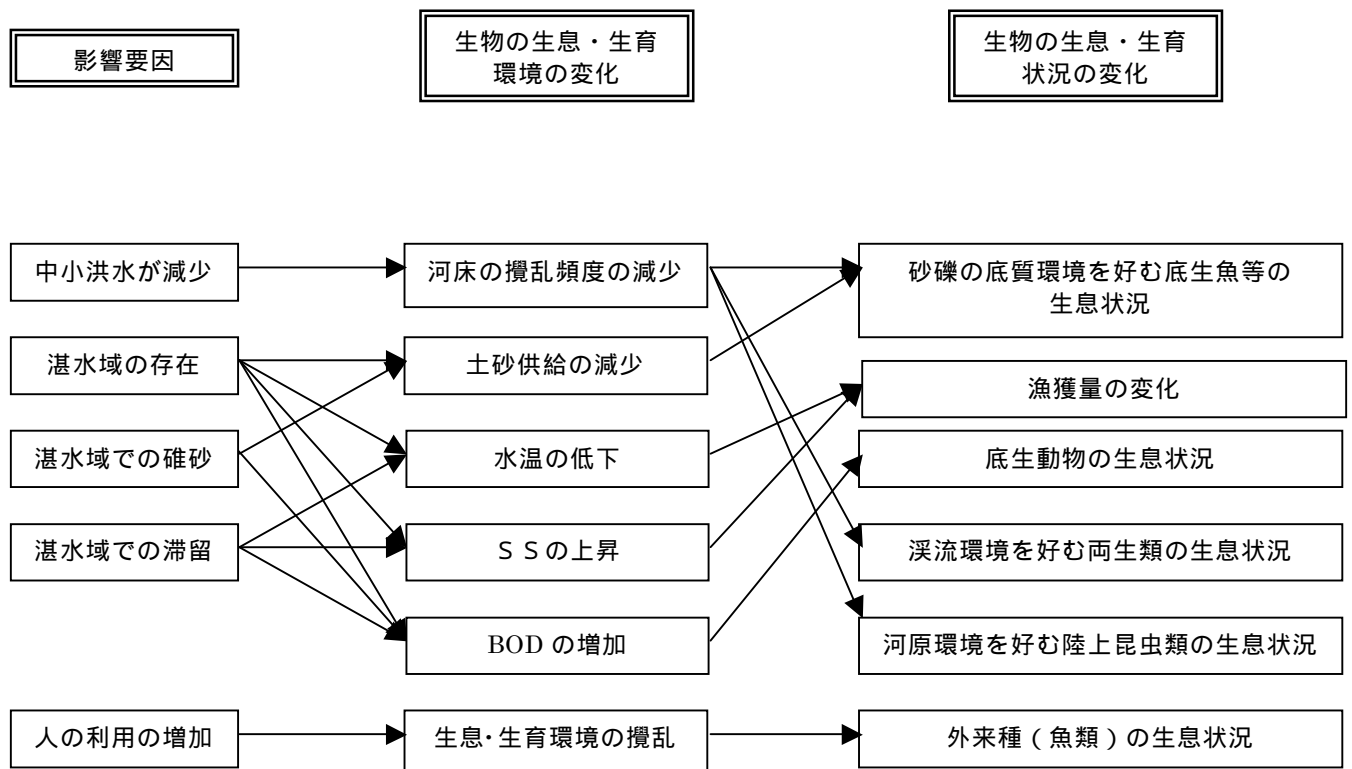 影響要因
生物の生息・生育
環境の変化
生物の生息・生育
状況の変化
中小洪水が減少
河床の攪乱頻度の減少
砂礫の底質環境を好む底生魚等の
生息状況
湛水域の存在
土砂供給の減少
漁獲量の変化
湛水域での碓砂
水温の低下
底生動物の生息状況
湛水域での滞留
ＳＳの上昇
渓流環境を好む両生類の生息状況
BOD の増加
河原環境を好む陸上昆虫類の生息状況
人の利用の増加
生息・生育環境の攪乱
外来種（魚類）の生息状況